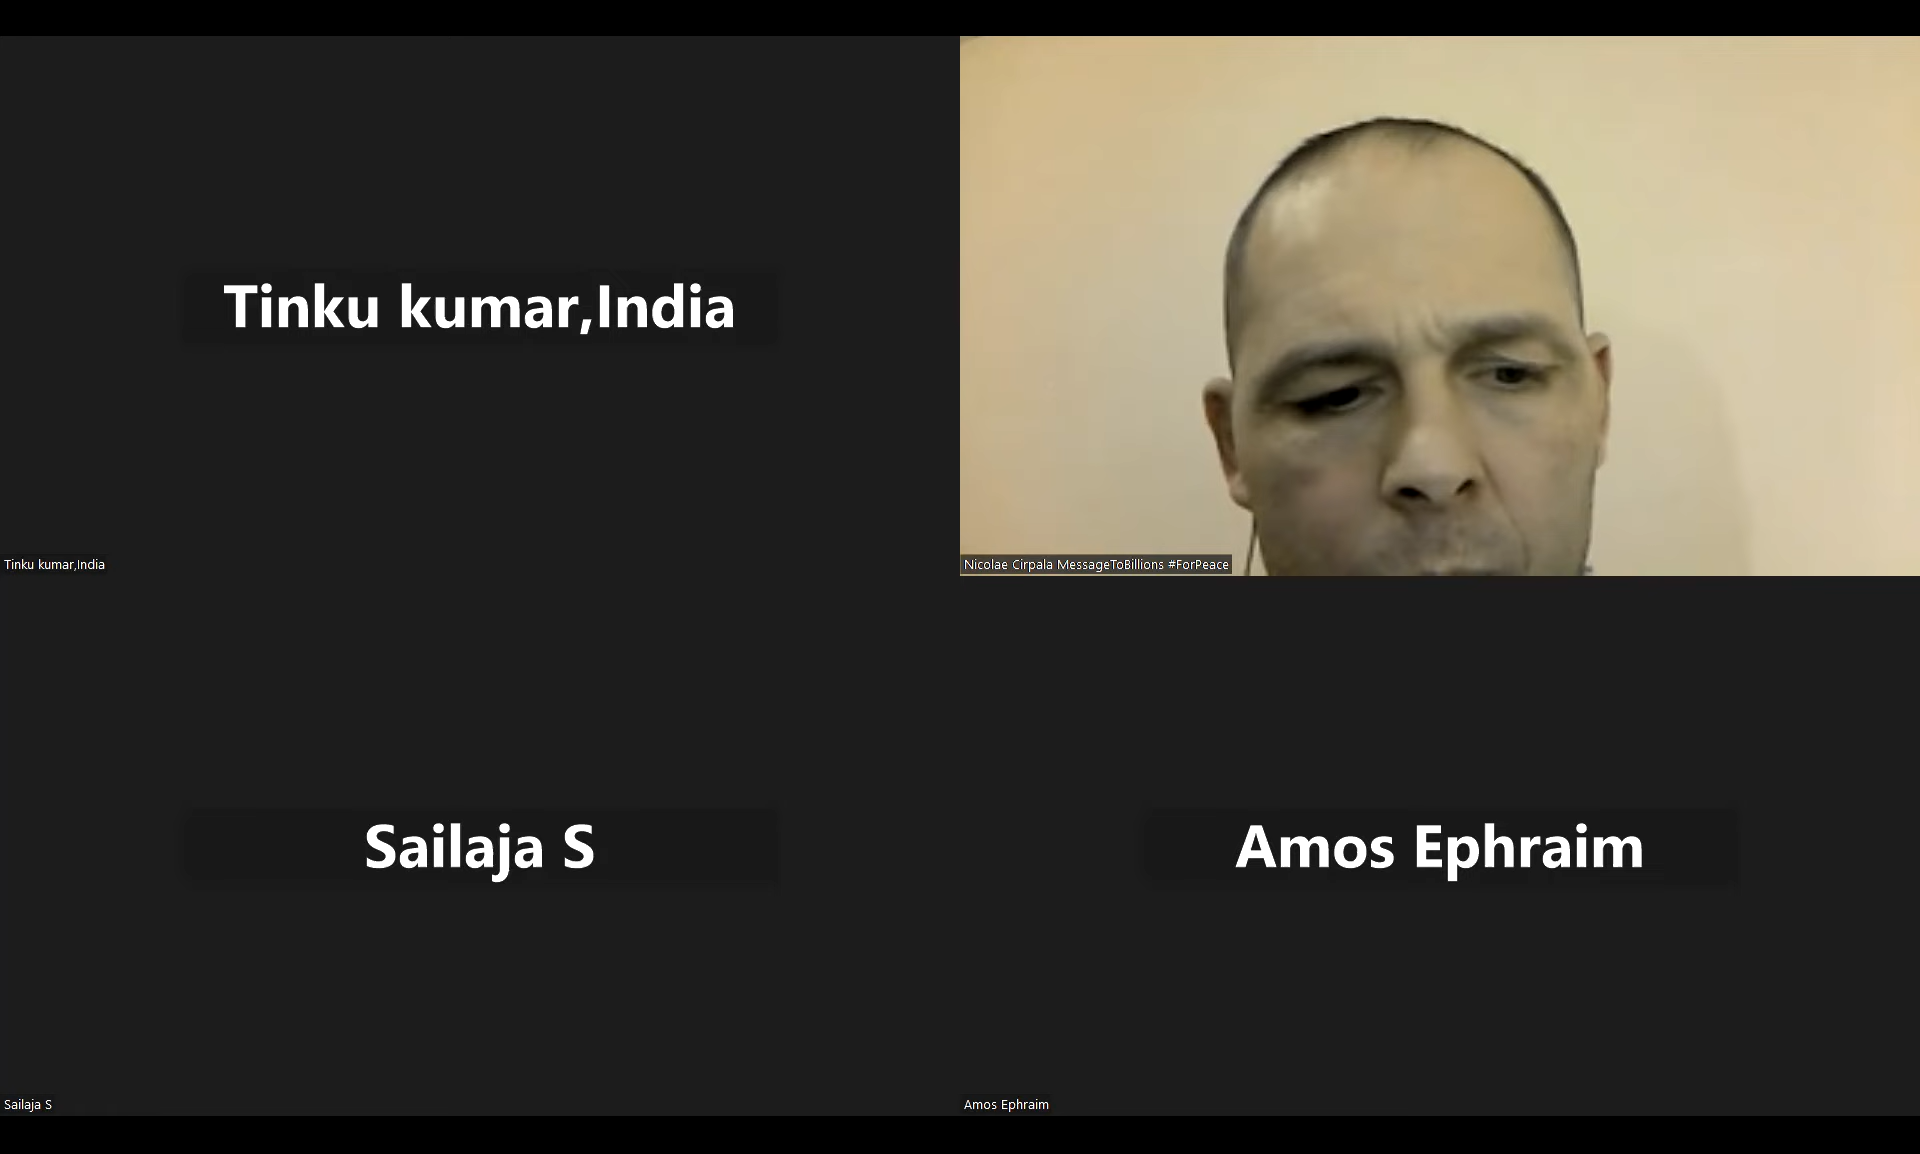 Tinku kumar,India
Tinku kumar,India
Nicolae Cirpala MessageToBillions #ForPeace
Sailaja S
Amos Ephraim
Sailaja S
Amos Ephraim